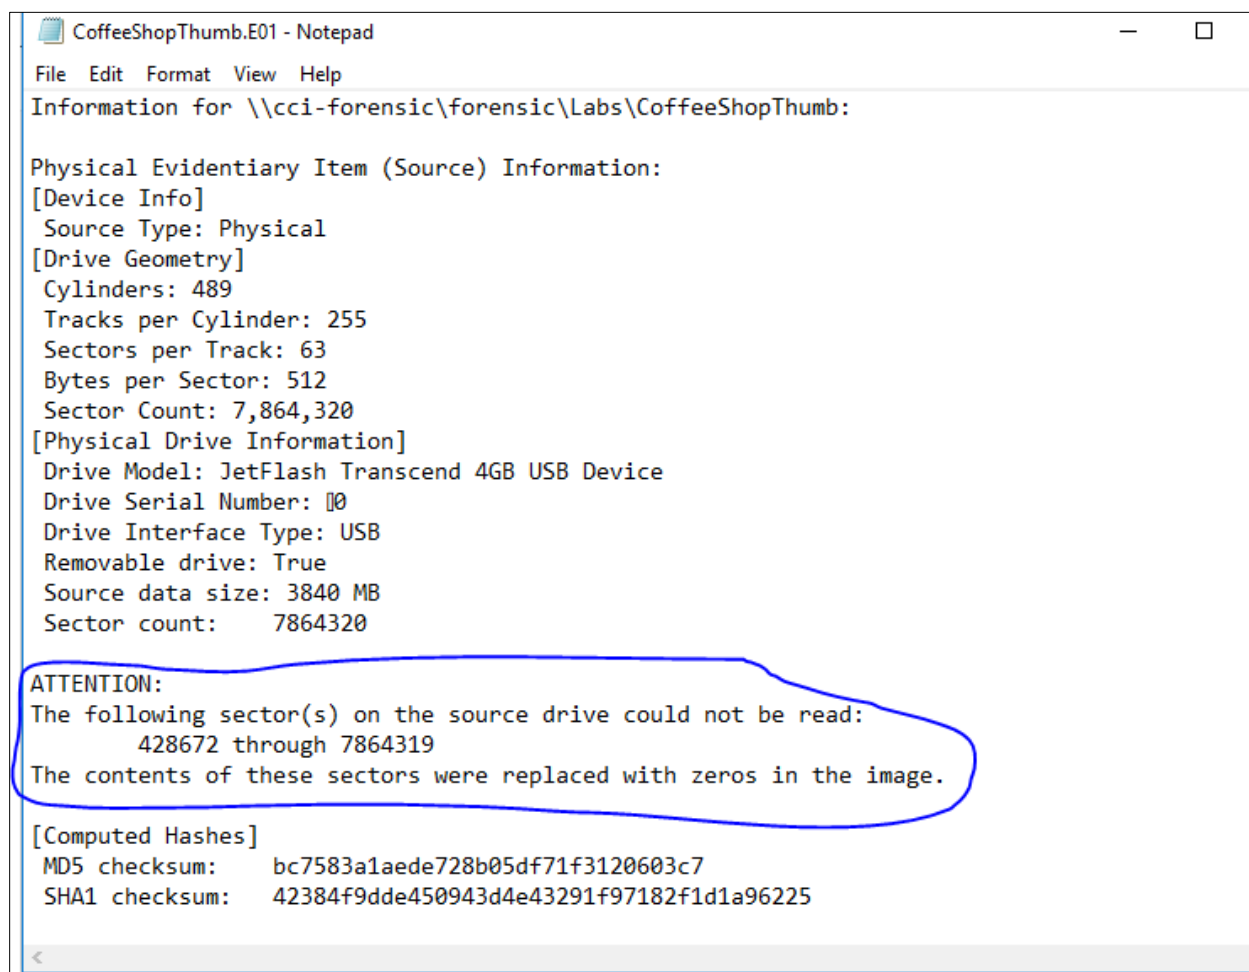 CoffeeShopThumb.E01 - Notepad
File Edit Format View Help
Information for \\cci-forensic\forensic\Labs\CoffeeShopThumb:
Physical Evidentiary Item (Source) Information:
[Device Info]
Source Type: Physical
[Drive Geometry]
Cylinders: 489
Tracks per Cylinder: 255
Sectors per Track: 63
Bytes per Sector: 512
Sector Count: 7,864,320
[Physical Drive Information]
Drive Model: JetFlash Transcend 4GB USB Device
Drive Serial Number: 0
Drive Interface Type: USB
Removable drive: True
Source data size: 3840 MB
Sector count: 7864320
ATTENTION:
The following sector(s) on the source drive could not be read:
428672 through 7864319
The contents of these sectors were replaced with zeros in the image.
[Computed Hashes]
MD5 checksum: bc7583a1aede728b05df71f3120603c7
SHA1 checksum: 42384f9dde450943d4e43291f97182f1d1a96225